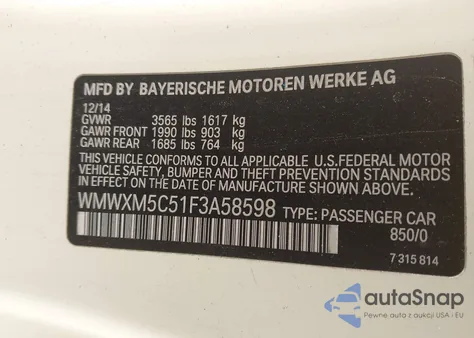 MFD BY BAYERISCHE MOTOREN WERKE AG
12/14
GVWR 3565 lbs 1617 kg
GAWR FRONT 1990 lbs 903 kg
GAWR REAR 1685 lbs 764 kg
THIS VEHICLE CONFORMS TO ALL APPLICABLE U.S.FEDERAL MOTOR
VEHICLE SAFETY, BUMPER, AND THEFT PREVENTION STANDARDS
IN EFFECT ON THE DATE OF MANUFACTURE SHOWN ABOVE.
WMWXM5C51F3A58598 TYPE: PASSENGER CAR
850/0
7 315 814
autoSnap
Pewne auta z aukcji USA i EU